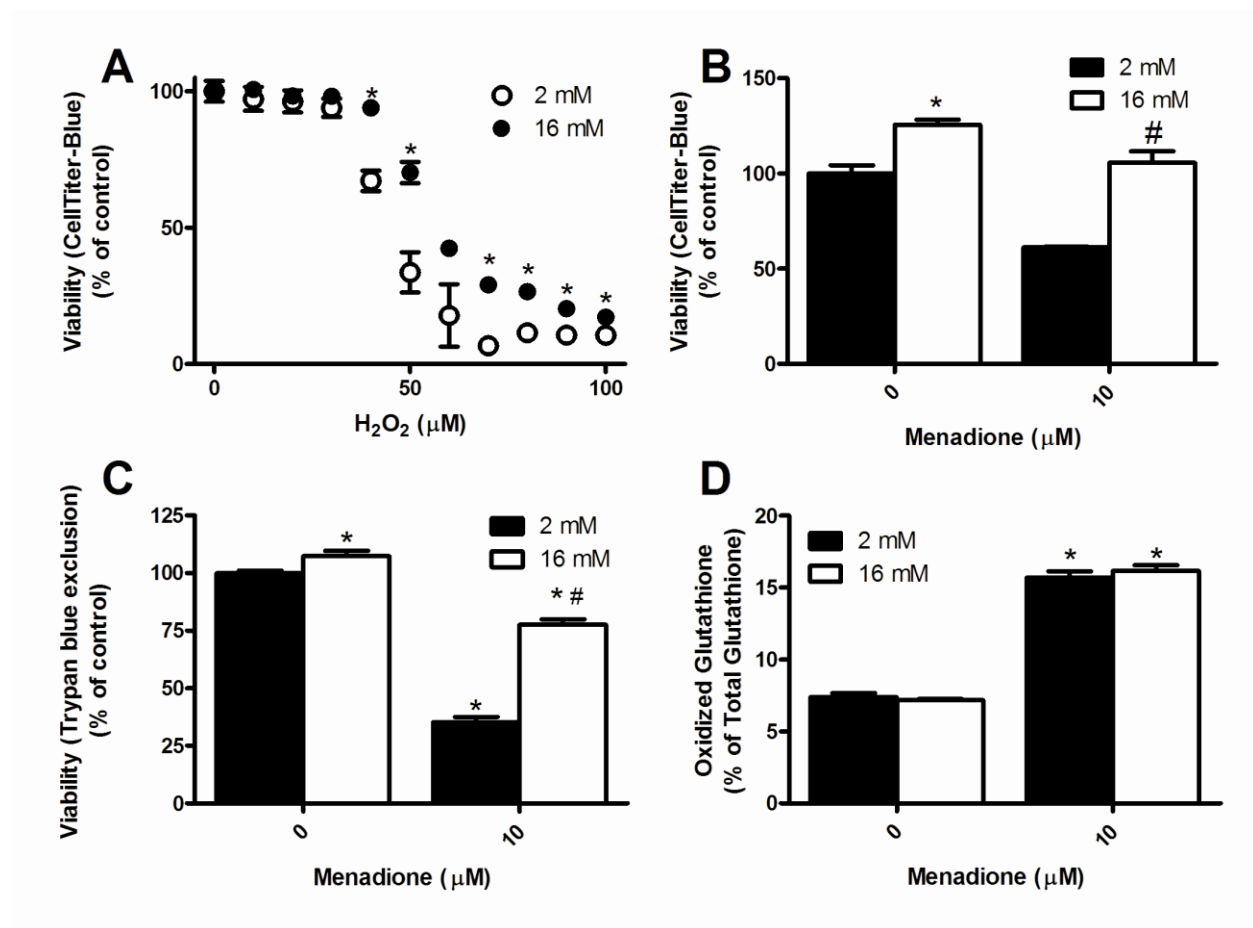 A
Viability (CellTiter-Blue)
(% of control)
100
50
0
*
*
*
*
*
*
2 mM
16 mM
0
50
100
H₂O₂ (μM)
B
Viability (CellTiter-Blue)
(% of control)
150
100
50
0
2 mM
16 mM
*
#
0
10
Menadione (μM)
C
Viability (Trypan blue exclusion)
(% of control)
125
100
75
50
25
0
2 mM
16 mM
*
*
* #
0
10
Menadione (μM)
D
Oxidized Glutathione
(% of Total Glutathione)
20
15
10
5
0
2 mM
16 mM
*
*
0
10
Menadione (μM)